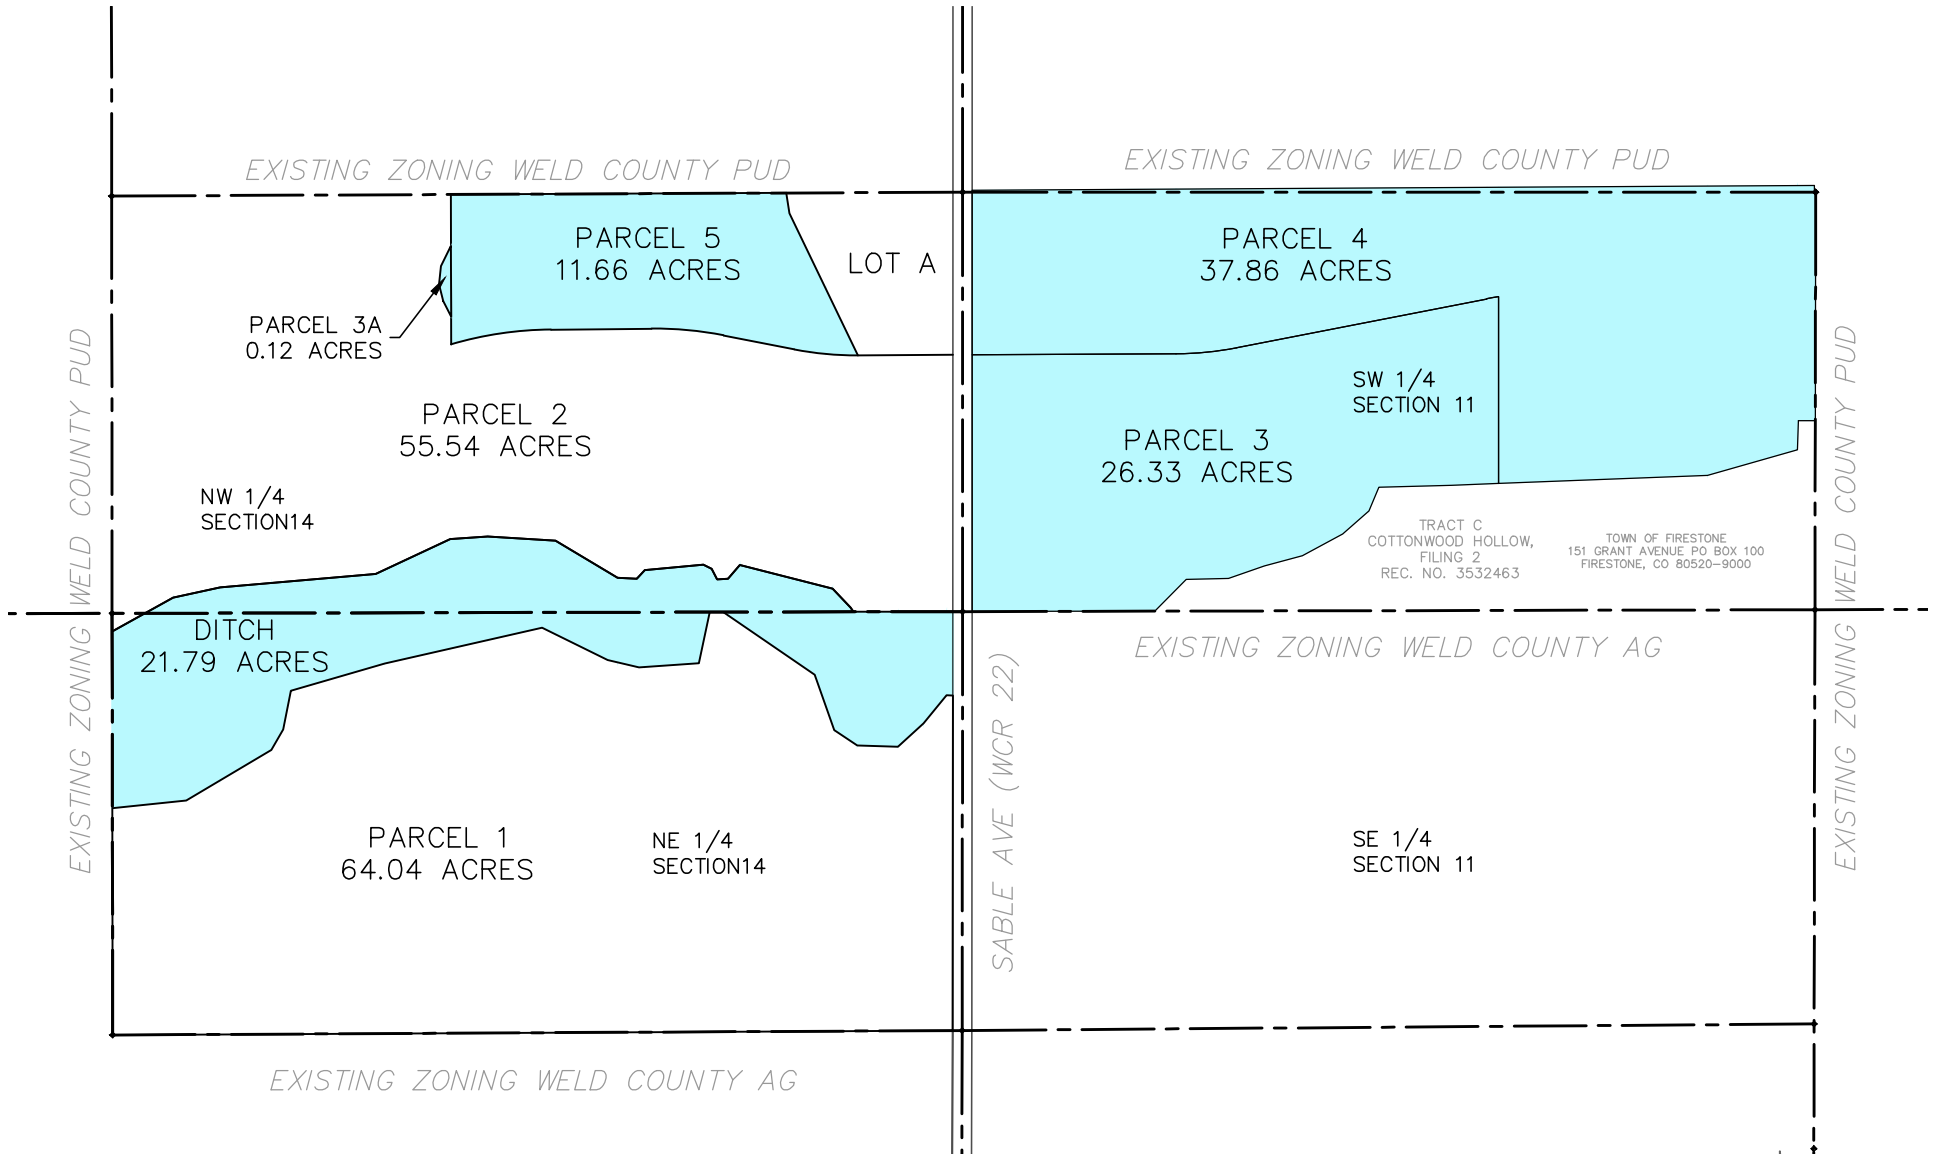 EXISTING ZONING WELD COUNTY PUD
EXISTING ZONING WELD COUNTY PUD
PARCEL 5
11.66 ACRES
LOT A
PARCEL 4
37.86 ACRES
PARCEL 3A
0.12 ACRES
PARCEL 2
55.54 ACRES
SW 1/4
SECTION 11
PARCEL 3
26.33 ACRES
EXISTING ZONING WELD COUNTY PUD
EXISTING ZONING WELD COUNTY PUD
NW 1/4
SECTION14
TRACT C
COTTONWOOD HOLLOW,
FILING 2
REC. NO. 3532463
TOWN OF FIRESTONE
151 GRANT AVENUE PO BOX 100
FIRESTONE, CO 80520-9000
DITCH
21.79 ACRES
EXISTING ZONING WELD COUNTY AG
SABLE AVE (WCR 22)
PARCEL 1
64.04 ACRES
NE 1/4
SECTION14
SE 1/4
SECTION 11
EXISTING ZONING WELD COUNTY AG